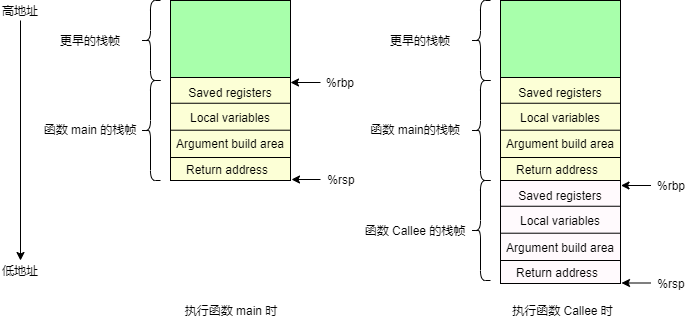 高地址
更早的栈帧
函数 main 的栈帧
Saved registers
Local variables
Argument build area
Return address
%rbp
%rsp
低地址
执行函数 main 时
更早的栈帧
函数 main的栈帧
Saved registers
Local variables
Argument build area
Return address
函数 Callee 的栈帧
Saved registers
Local variables
Argument build area
Return address
%rbp
%rsp
执行函数 Callee 时